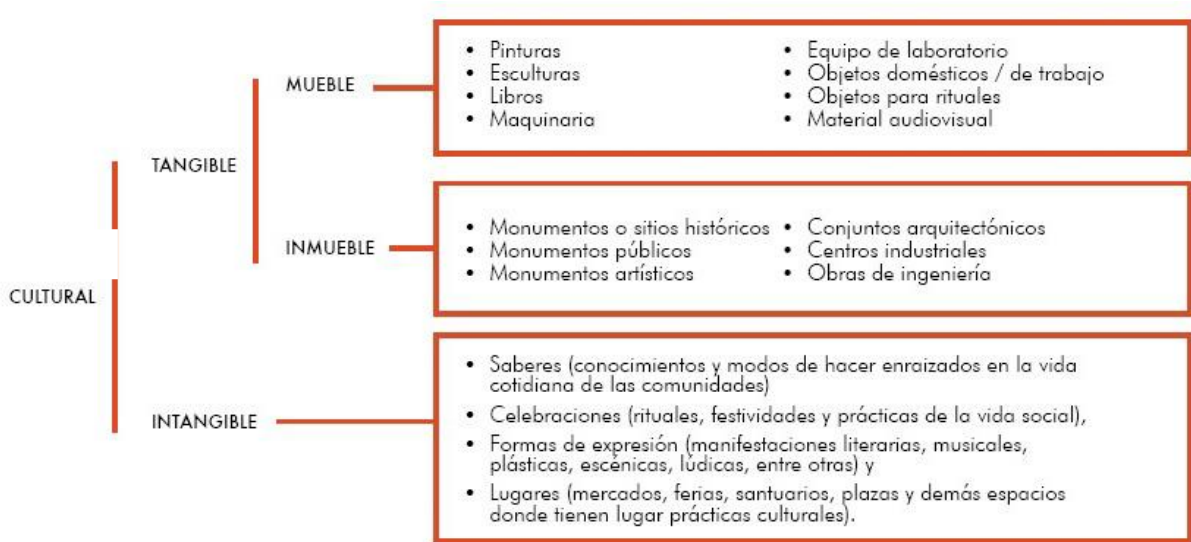 CULTURAL
TANGIBLE
MUEBLE
• Pinturas
• Esculturas
• Libros
• Maquinaria
• Equipo de laboratorio
• Objetos domésticos / de trabajo
• Objetos para rituales
• Material audiovisual
INMUEBLE
• Monumentos o sitios históricos
• Monumentos públicos
• Monumentos artísticos
• Conjuntos arquitectónicos
• Centros industriales
• Obras de ingeniería
INTANGIBLE
• Saberes (conocimientos y modos de hacer enraizados en la vida
cotidiana de las comunidades)
• Celebraciones (rituales, festividades y prácticas de la vida social),
• Formas de expresión (manifestaciones literarias, musicales,
plásticas, escénicas, lúdicas, entre otras) y
• Lugares (mercados, ferias, santuarios, plazas y demás espacios
donde tienen lugar prácticas culturales).